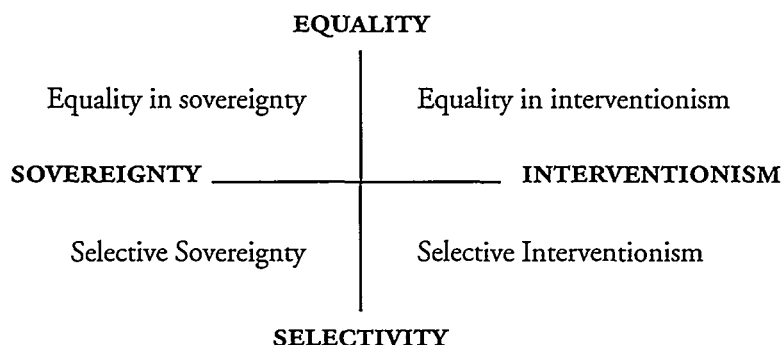 EQUALITY
Equality in sovereignty
Equality in interventionism
SOVEREIGNTY
INTERVENTIONISM
Selective Sovereignty
Selective Interventionism
SELECTIVITY